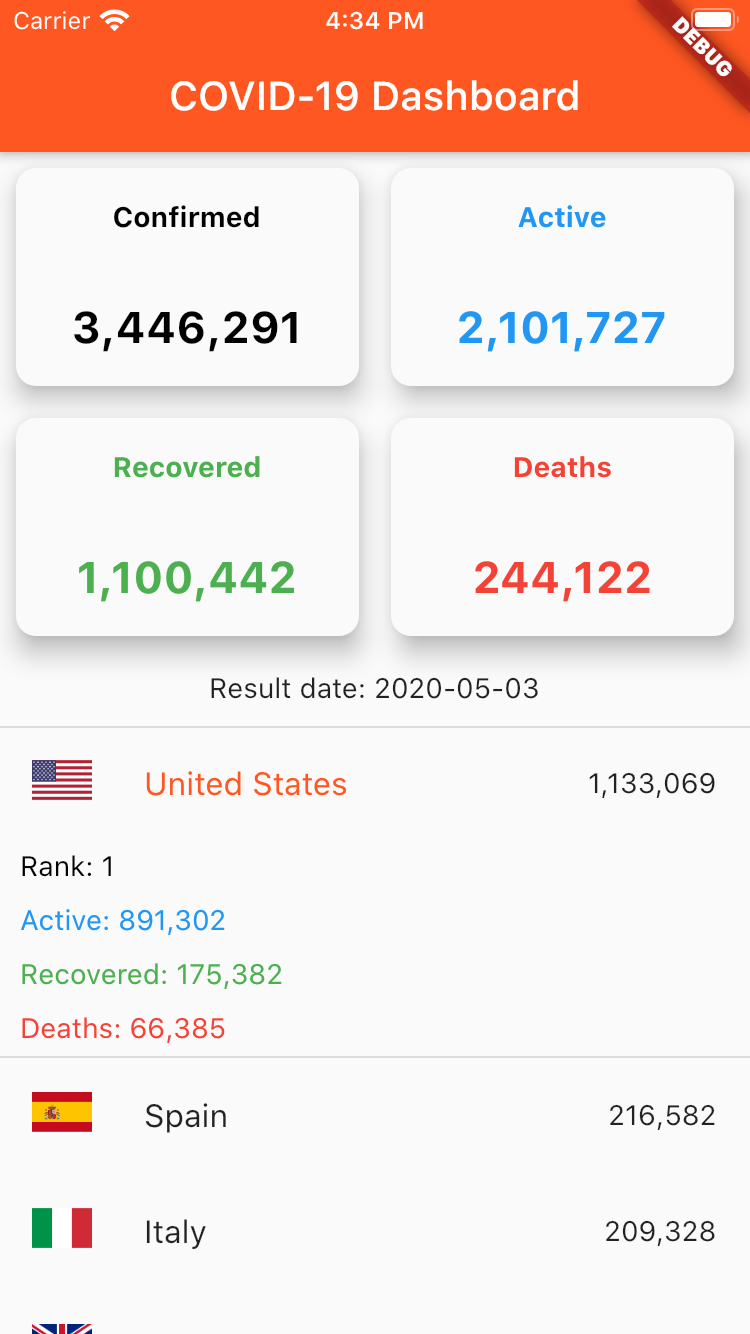 Carrier 4:34 PM
DEBUG
COVID-19 Dashboard
Confirmed
3,446,291
Active
2,101,727
Recovered
1,100,442
Deaths
244,122
Result date: 2020-05-03
United States 1,133,069
Rank: 1
Active: 891,302
Recovered: 175,382
Deaths: 66,385
Spain 216,582
Italy 209,328